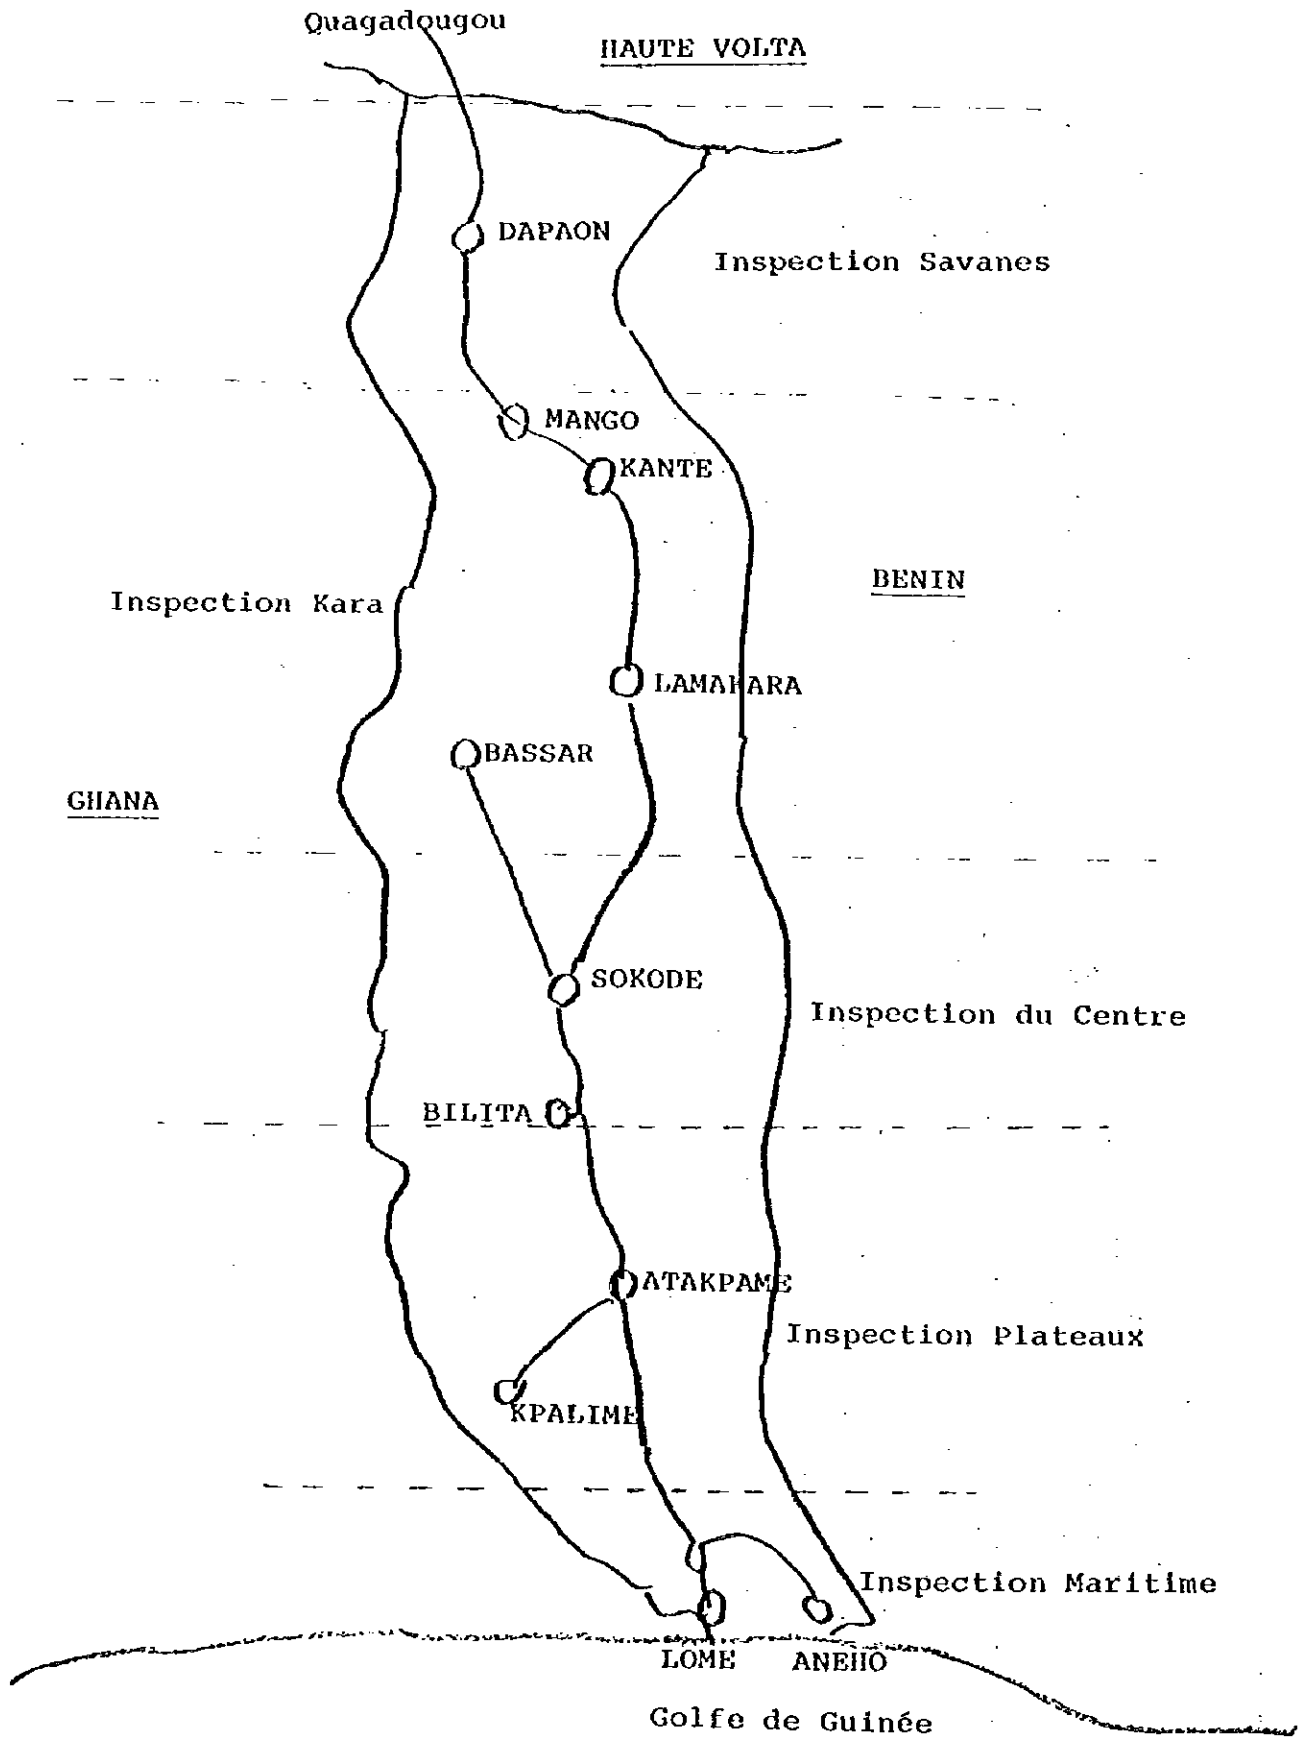 Ouagadougou
HAUTE VOLTA
DAPAON
Inspection Savanes
MANGO
KANTE
BENIN
Inspection Kara
LAMAKARA
BASSAR
GHANA
SOKODE
Inspection du Centre
BILITA
ATAKPAME
Inspection Plateaux
KPALIME
Inspection Maritime
LOME ANEHO
Golfe de Guinée